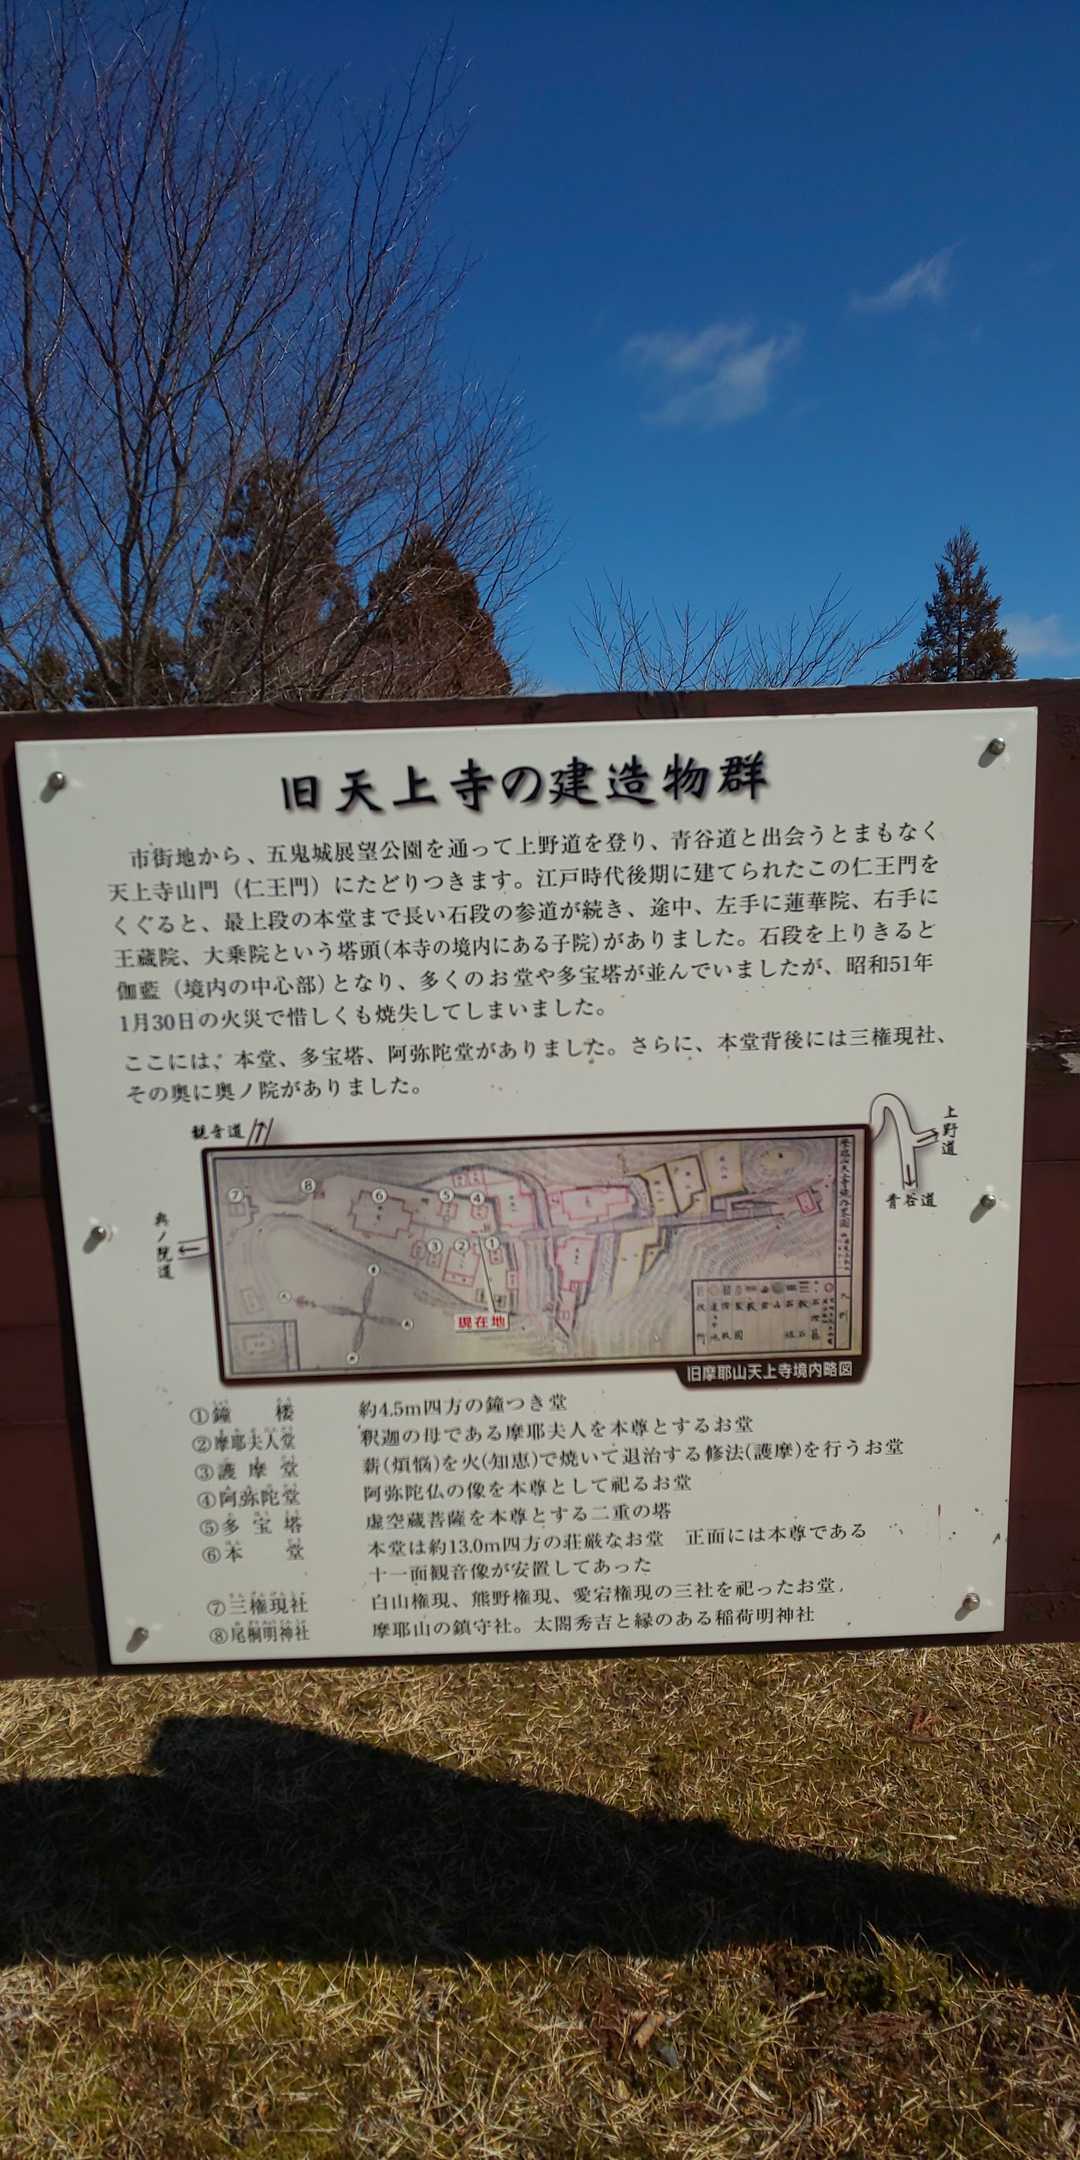 旧天上寺の建造物群
市街地から、五鬼城展望公園を通って上野道を登り、青谷道と出会うとまもなく
天上寺山門（仁王門）にたどりつきます。江戸時代後期に建てられたこの仁王門を
くぐると、最上段の本堂まで長い石段の参道が続き、途中、左手に蓮華院、右手に
王蔵院、大乗院という塔頭(本寺の境内にある子院)がありました。石段を上りきると
伽藍（境内の中心部）となり、多くのお堂や多宝塔が並んでいましたが、昭和51年
1月30日の火災で惜しくも焼失してしまいました。
ここには、本堂、多宝塔、阿弥陀堂がありました。さらに、本堂背後には三権現社、
その奥に奥ノ院がありました。
観音道
上野道
青谷道
奥ノ院道
⑦ ⑧ ⑥ ⑤ ④
③ ② ①
現在地
旧摩耶山天上寺境内略図
①鐘楼 約4.5m四方の鐘つき堂
②摩耶夫人堂 釈迦の母である摩耶夫人を本尊とするお堂
③護摩堂 薪(煩悩)を火(知恵)で焼いて退治する修法(護摩)を行うお堂
④阿弥陀堂 阿弥陀仏の像を本尊として祀るお堂
⑤多宝塔 虚空蔵菩薩を本尊とする二重の塔
⑥本堂 本堂は約13.0m四方の荘厳なお堂　正面には本尊である
十一面観音像が安置してあった
⑦三権現社 白山権現、熊野権現、愛宕権現の三社を祀ったお堂
⑧尾桐明神社 摩耶山の鎮守社。太閤秀吉と縁のある稲荷明神社